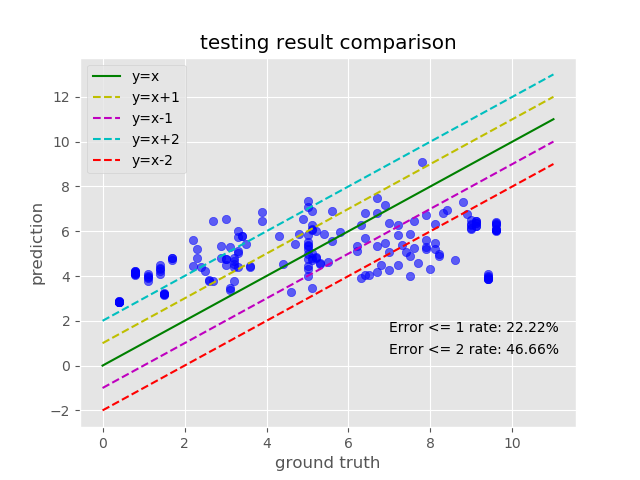 testing result comparison
y=x
y=x+1
y=x-1
y=x+2
y=x-2
12
10
8
6
4
2
0
−2
prediction
Error <= 1 rate: 22.22%
Error <= 2 rate: 46.66%
0
2
4
6
8
10
ground truth